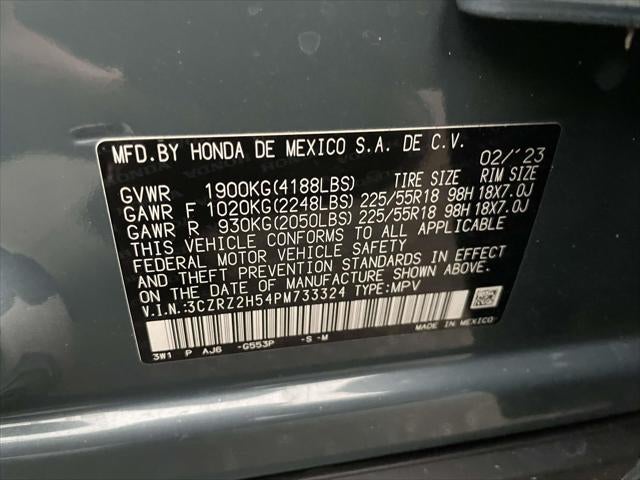 MFD.BY HONDA DE MEXICO S.A. DE C.V. 02/'23
GVWR 1900KG(4188LBS) TIRE SIZE RIM SIZE
GAWR F 1020KG(2248LBS) 225/55R18 98H 18X7.0J
GAWR R 930KG(2050LBS) 225/55R18 98H 18X7.0J
THIS VEHICLE CONFORMS TO ALL APPLICABLE
FEDERAL MOTOR VEHICLE SAFETY
AND THEFT PREVENTION STANDARDS IN EFFECT
ON THE DATE OF MANUFACTURE SHOWN ABOVE.
V.I.N.:3CZRZ2H54PM733324 TYPE:MPV
MADE IN MEXICO
3W1 P AJ6 -G553P -S -M